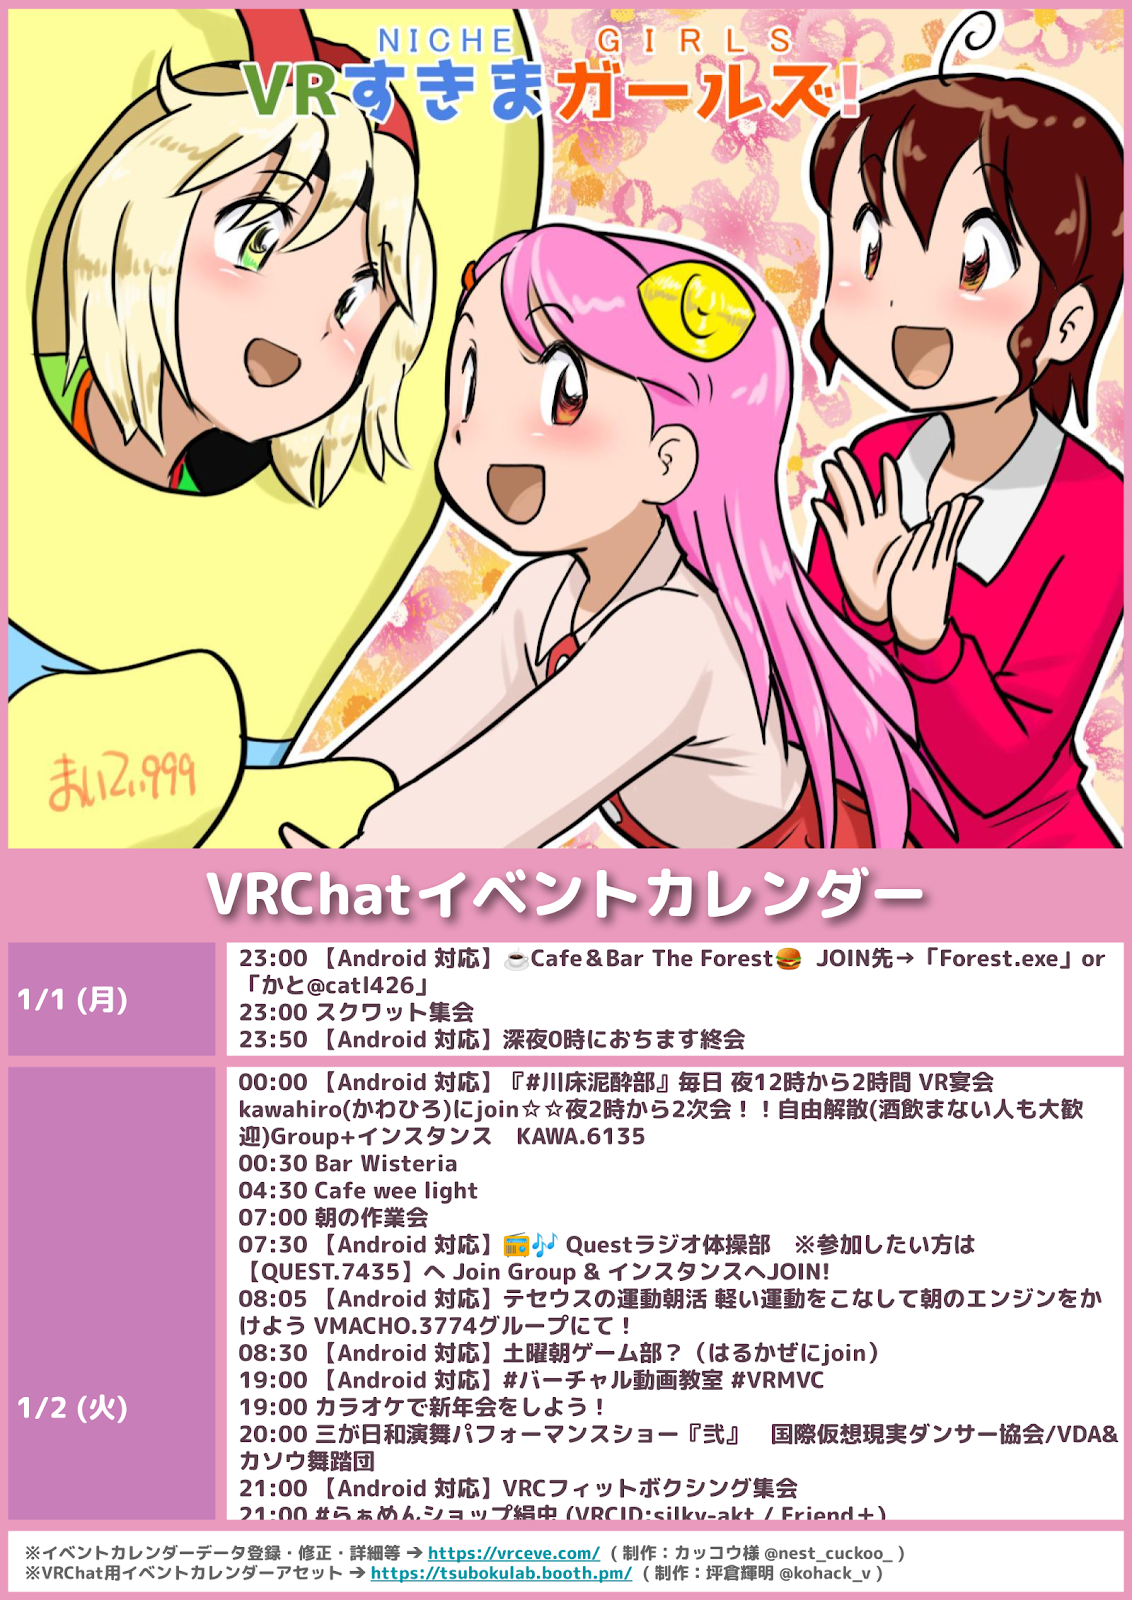 NICHE GIRLS
VRすきまガールズ!
まいてぃ999
VRChatイベントカレンダー
1/1 (月)
23:00 【Android 対応】☕Cafe＆Bar The Forest🍔 JOIN先→「Forest.exe」or
「かと@catl426」
23:00 スクワット集会
23:50 【Android 対応】深夜0時におちます終会
1/2 (火)
00:00 【Android 対応】『#川床泥酔部』毎日 夜12時から2時間 VR宴会
kawahiro(かわひろ)にjoin☆☆夜2時から2次会！！自由解散(酒飲まない人も大歓
迎)Group+インスタンス　KAWA.6135
00:30 Bar Wisteria
04:30 Cafe wee light
07:00 朝の作業会
07:30 【Android 対応】📻🎶 Questラジオ体操部　※参加したい方は
【QUEST.7435】へ Join Group & インスタンスへJOIN!
08:05 【Android 対応】テセウスの運動朝活 軽い運動をこなして朝のエンジンをか
けよう VMACHO.3774グループにて！
08:30 【Android 対応】土曜朝ゲーム部？（はるかぜにjoin）
19:00 【Android 対応】#バーチャル動画教室 #VRMVC
19:00 カラオケで新年会をしよう！
20:00 三が日和演舞パフォーマンスショー『弐』　国際仮想現実ダンサー協会/VDA&
カソウ舞踏団
21:00 【Android 対応】VRCフィットボクシング集会
21:00 #らぁめんショップ絹虫 (VRCID:silky-akt / Friend＋)
※イベントカレンダーデータ登録・修正・詳細等 ➔ https://vrceve.com/ ( 制作：カッコウ様 @nest_cuckoo_ )
※VRChat用イベントカレンダーアセット ➔ https://tsubokulab.booth.pm/ ( 制作：坪倉輝明 @kohack_v )